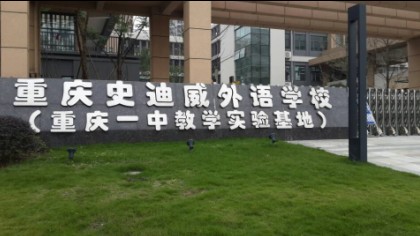 重庆史迪威外语学校
（重庆一中教学实验基地）